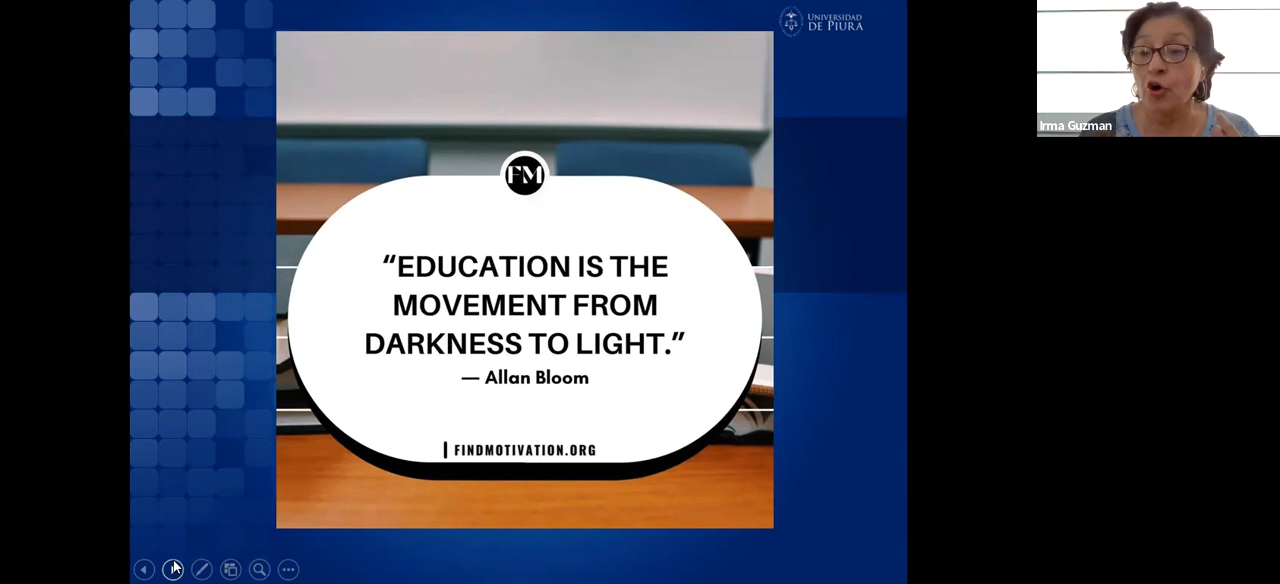 UNIVERSIDAD
DE PIURA
Irma Guzman
FM
“EDUCATION IS THE
MOVEMENT FROM
DARKNESS TO LIGHT.”
— Allan Bloom
FINDMOTIVATION.ORG